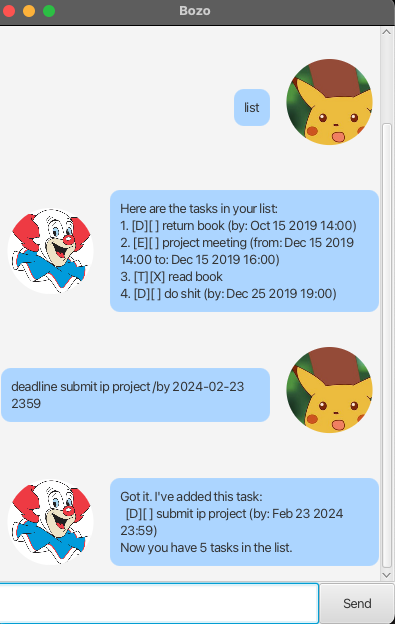 Bozo
list
Here are the tasks in your list:
1. [D][ ] return book (by: Oct 15 2019 14:00)
2. [E][ ] project meeting (from: Dec 15 2019
14:00 to: Dec 15 2019 16:00)
3. [T][X] read book
4. [D][ ] do shit (by: Dec 25 2019 19:00)
deadline submit ip project /by 2024-02-23
2359
Got it. I've added this task:
[D][ ] submit ip project (by: Feb 23 2024
23:59)
Now you have 5 tasks in the list.
Send